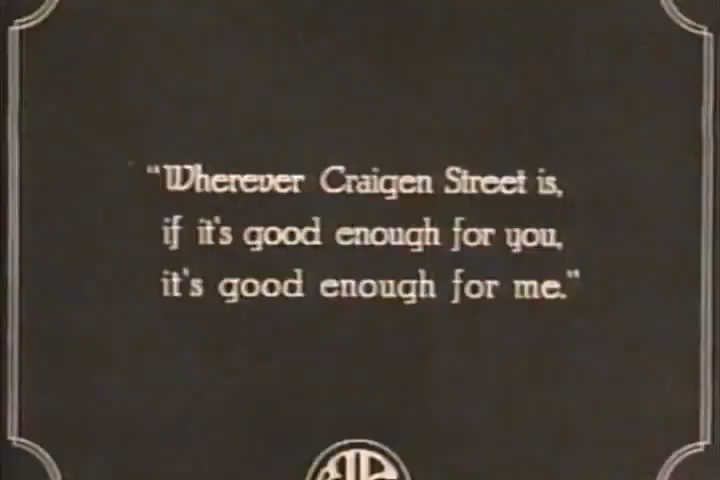 "Wherever Craigen Street is,
if it's good enough for you,
it's good enough for me."